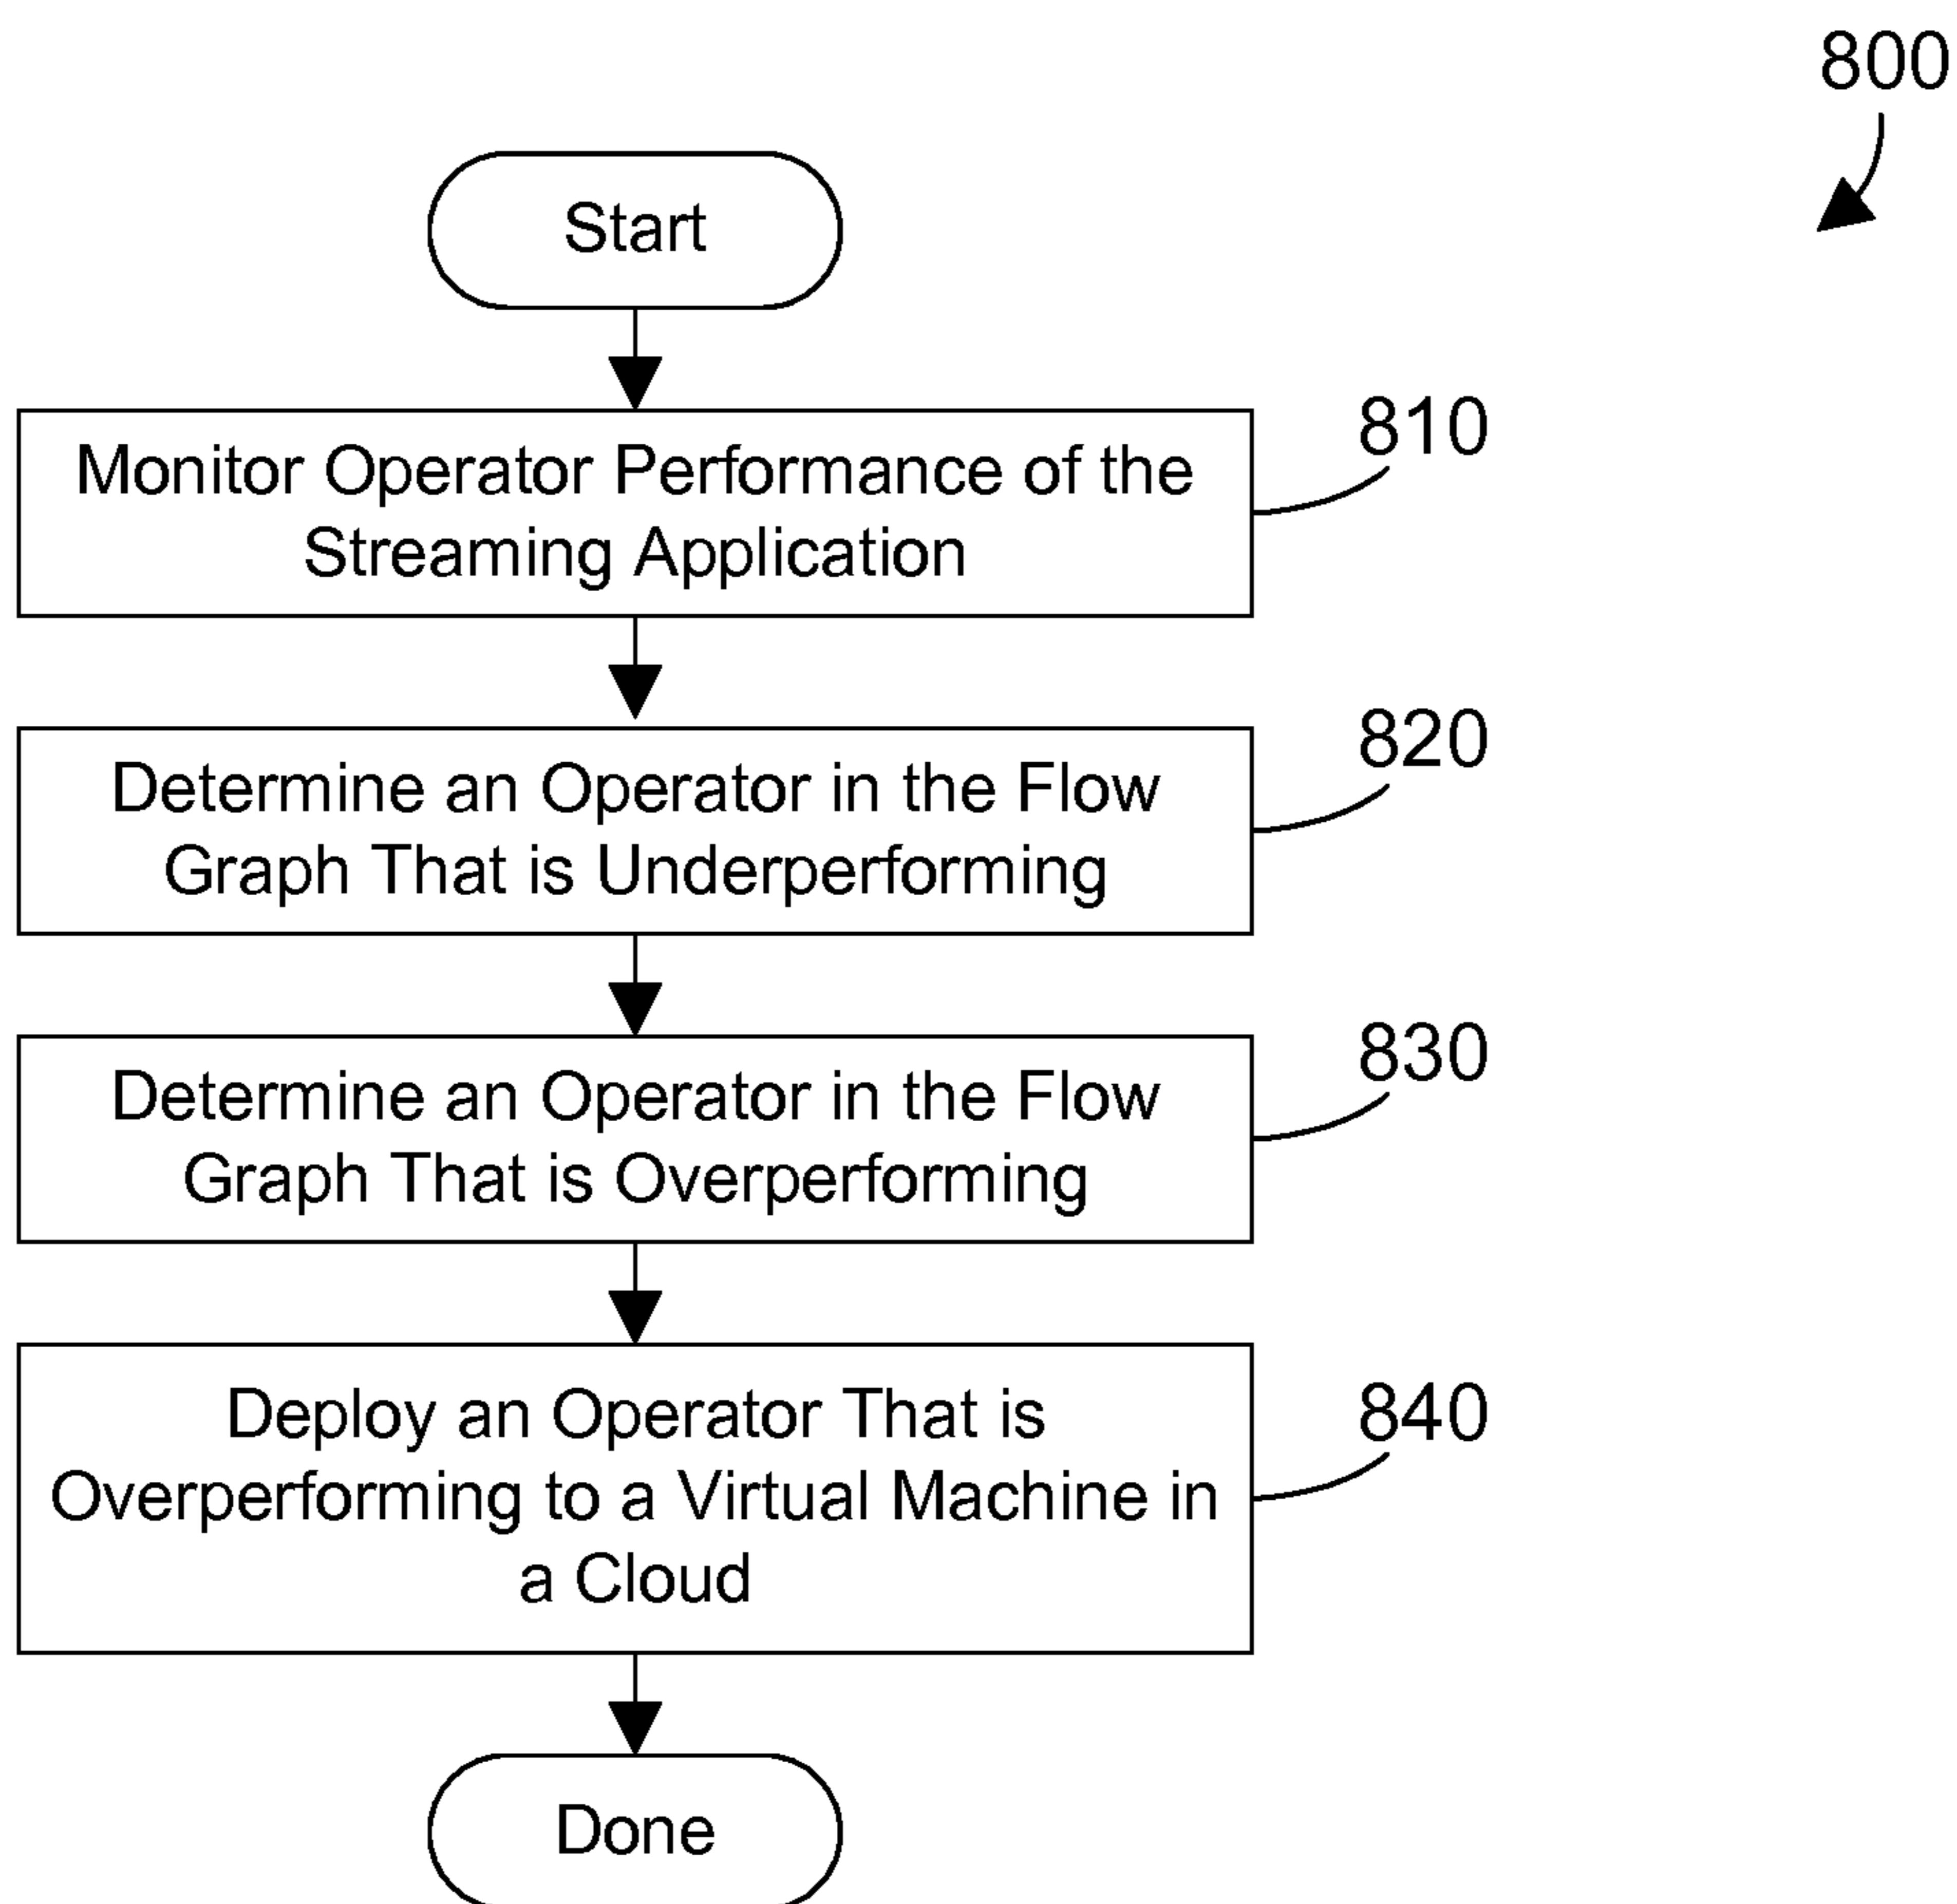 800
Start
Monitor Operator Performance of the
Streaming Application
810
Determine an Operator in the Flow
Graph That is Underperforming
820
Determine an Operator in the Flow
Graph That is Overperforming
830
Deploy an Operator That is
Overperforming to a Virtual Machine in
a Cloud
840
Done